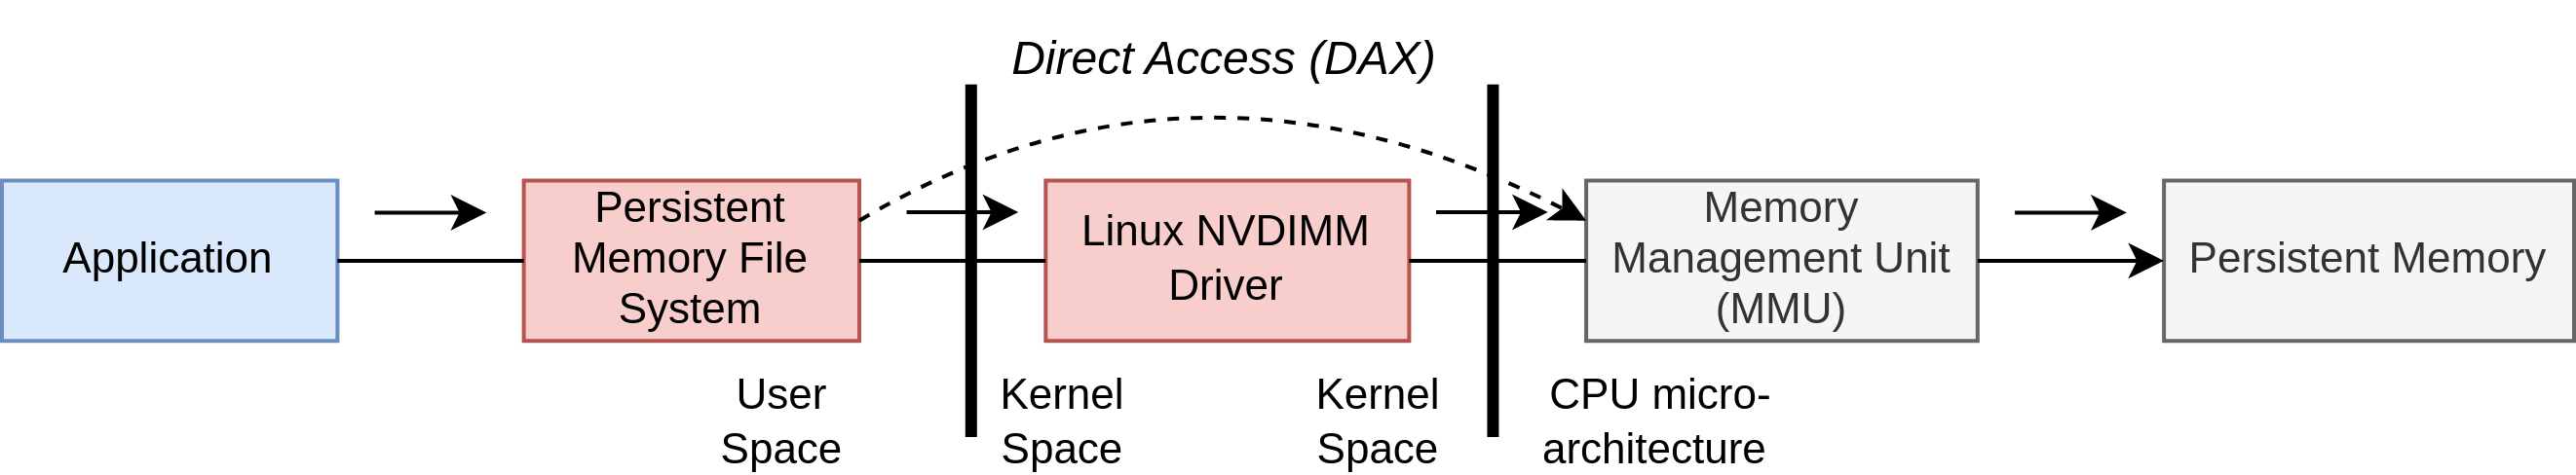 Direct Access (DAX)
Application
Persistent
Memory File
System
Linux NVDIMM
Driver
Memory
Management Unit
(MMU)
Persistent Memory
User
Space
Kernel
Space
Kernel
Space
CPU micro-
architecture